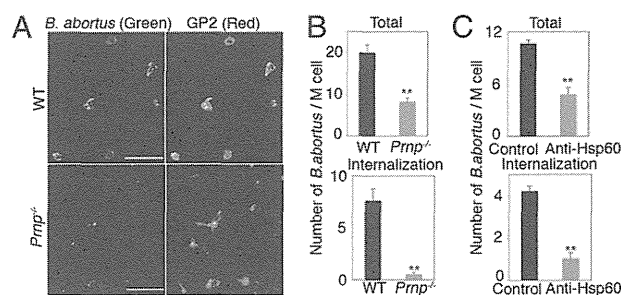 A
B. abortus (Green)
GP2 (Red)
WT
Prnp-/-
B
Number of B.abortus / M cell
Total
20
10
0
**
WT Prnp-/-
Internalization
10
5
0
**
WT Prnp-/-
C
Number of B.abortus / M cell
Total
12
6
0
**
Control Anti-Hsp60
Internalization
4
2
0
**
Control Anti-Hsp60